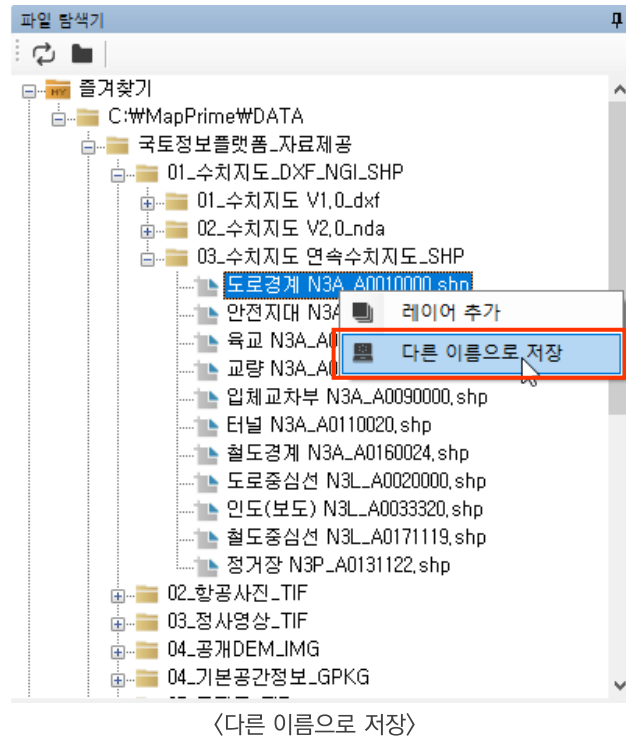 파일 탐색기
MY 즐겨찾기
C:₩MapPrime₩DATA
국토정보플랫폼_자료제공
01_수치지도_DXF_NGI_SHP
01_수치지도 V1.0_dxf
02_수치지도 V2.0_nda
03_수치지도 연속수치지도_SHP
도로경계 N3A_A0010000.shp
안전지대 N3A
레이어 추가
육교 N3A_A0
다른 이름으로 저장
교량 N3A_A0
입체교차부 N3A_A0090000.shp
터널 N3A_A0110020.shp
철도경계 N3A_A0160024.shp
도로중심선 N3L_A0020000.shp
인도(보도) N3L_A0033320.shp
철도중심선 N3L_A0171119.shp
정거장 N3P_A0131122.shp
02_항공사진_TIF
03_정사영상_TIF
04_공개DEM_IMG
04_기본공간정보_GPKG
〈다른 이름으로 저장〉